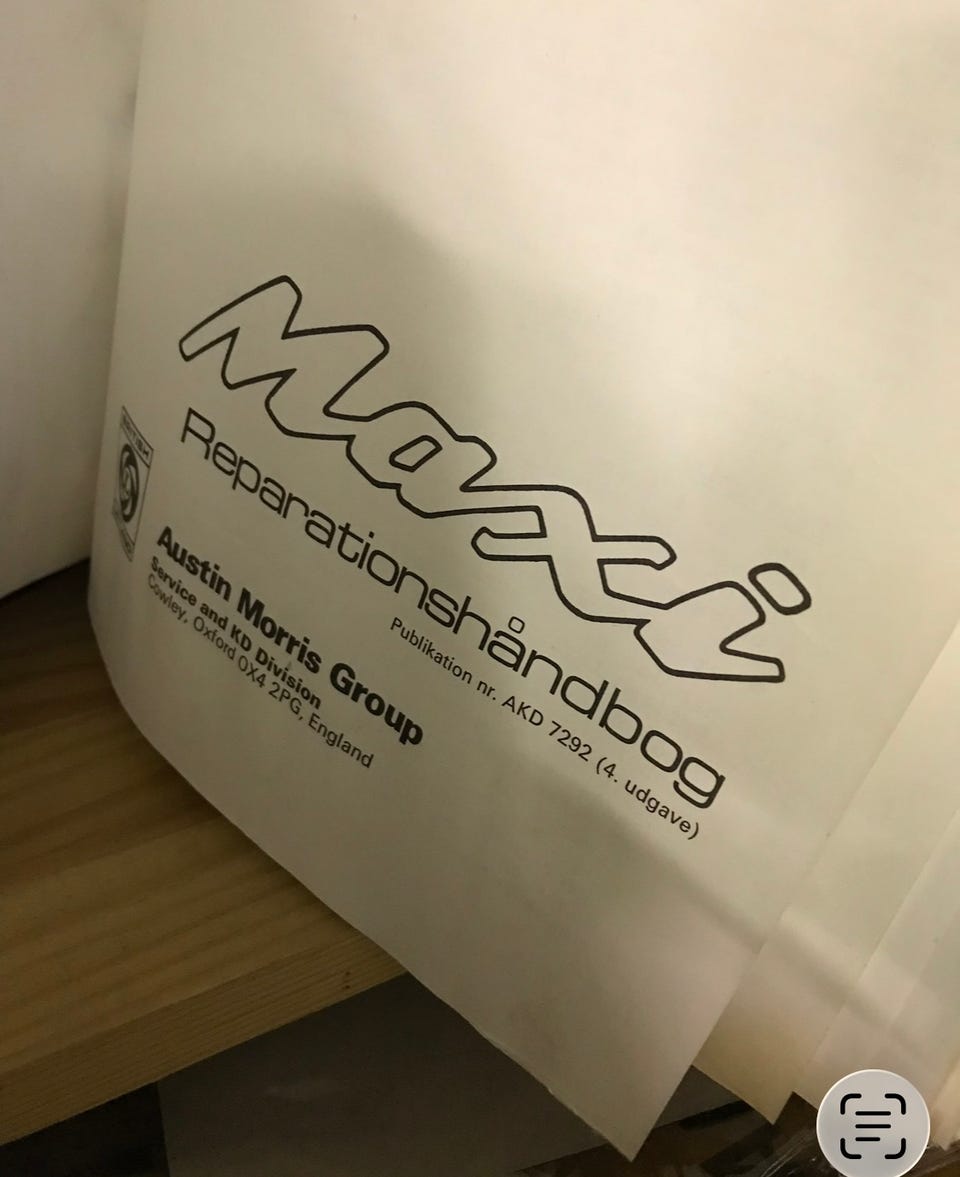 Maxi
Reparationshåndbog
Publikation nr. AKD 7292 (4. udgave)
BRITISH
Austin Morris Group
Service and KD Division
Cowley, Oxford OX4 2PG, England